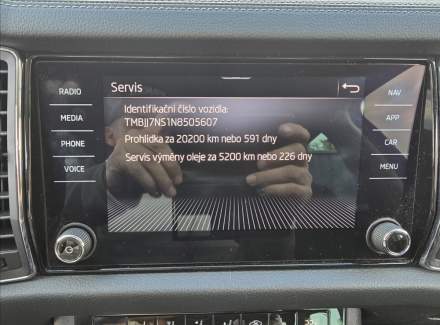 Servis
RADIO
MEDIA
PHONE
VOICE
Identifikační číslo vozidla:
TMBJJ7NS1N8505607
Prohlídka za 20200 km nebo 591 dny
Servis výměny oleje za 5200 km nebo 226 dny
NAV
APP
CAR
MENU